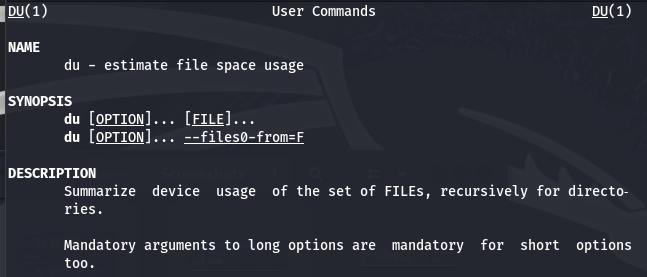 DU(1) User Commands DU(1)
NAME
du - estimate file space usage
SYNOPSIS
du [OPTION]... [FILE]...
du [OPTION]... --files0-from=F
DESCRIPTION
Summarize device usage of the set of FILEs, recursively for directo‐
ries.
Mandatory arguments to long options are mandatory for short options
too.